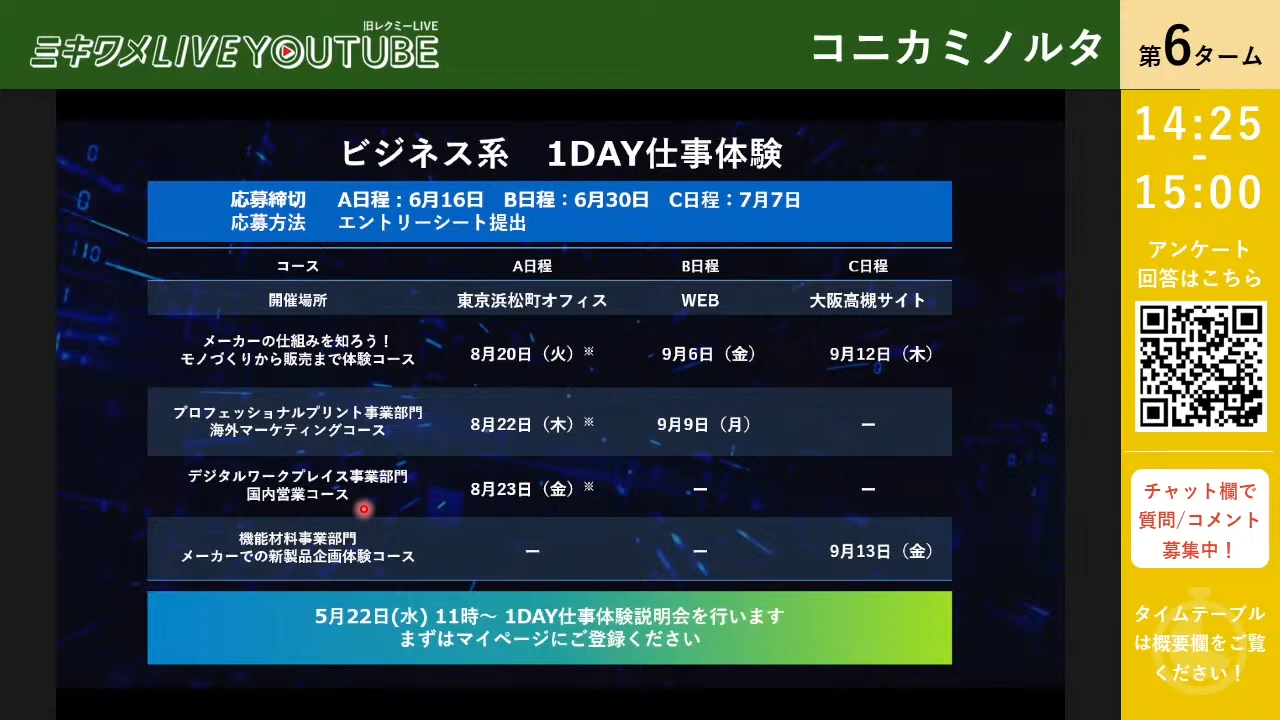 旧レクミーLIVE
ミキワメLIVE YOUTUBE
コニカミノルタ
第6ターム
ビジネス系　1DAY仕事体験
応募締切　A日程：6月16日　B日程：6月30日　C日程：7月7日
応募方法　エントリーシート提出
コース　A日程　B日程　C日程
開催場所　東京浜松町オフィス　WEB　大阪高槻サイト
メーカーの仕組みを知ろう！
モノづくりから販売まで体験コース
8月20日（火）※　9月6日（金）　9月12日（木）
プロフェッショナルプリント事業部門
海外マーケティングコース
8月22日（木）※　9月9日（月）　ー
デジタルワークプレイス事業部門
国内営業コース
8月23日（金）※　ー　ー
機能材料事業部門
メーカーでの新製品企画体験コース
ー　ー　9月13日（金）
5月22日(水) 11時～ 1DAY仕事体験説明会を行います
まずはマイページにご登録ください
14:25
-
15:00
アンケート
回答はこちら
チャット欄で
質問/コメント
募集中！
タイムテーブル
は概要欄をご覧
ください！